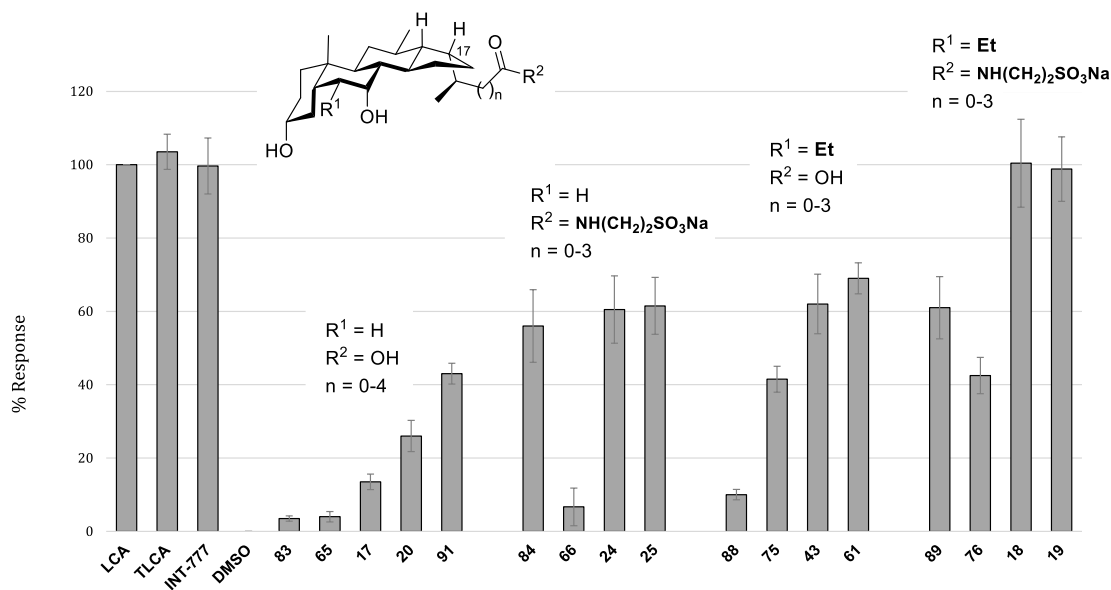 H
H
17
O
R²
( )n
R¹
OH
HO
R¹ = Et
R² = NH(CH₂)₂SO₃Na
n = 0-3
R¹ = Et
R² = OH
n = 0-3
R¹ = H
R² = NH(CH₂)₂SO₃Na
n = 0-3
R¹ = H
R² = OH
n = 0-4
% Response
120
100
80
60
40
20
0
LCA
TLCA
INT-777
DMSO
83
65
17
20
91
84
66
24
25
88
75
43
61
89
76
18
19